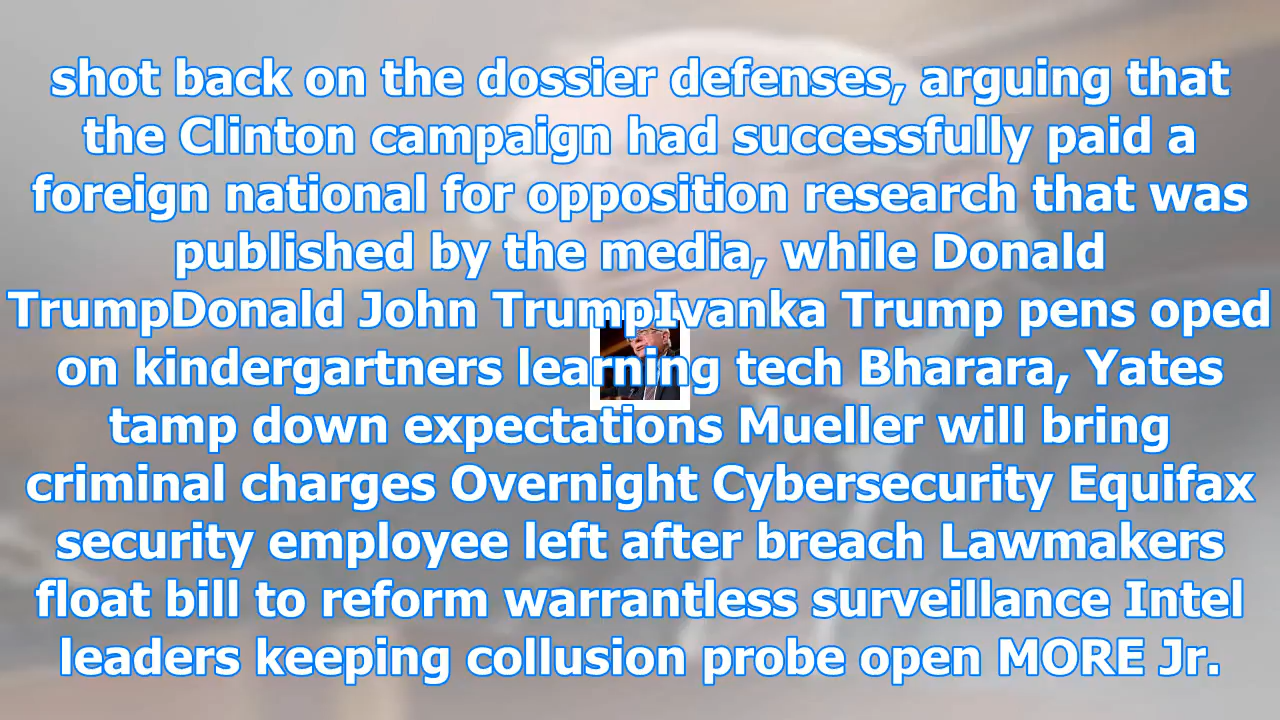 shot back on the dossier defenses, arguing that
the Clinton campaign had successfully paid a
foreign national for opposition research that was
published by the media, while Donald
TrumpDonald John TrumpIvanka Trump pens oped
on kindergartners learning tech Bharara, Yates
tamp down expectations Mueller will bring
criminal charges Overnight Cybersecurity Equifax
security employee left after breach Lawmakers
float bill to reform warrantless surveillance Intel
leaders keeping collusion probe open MORE Jr.